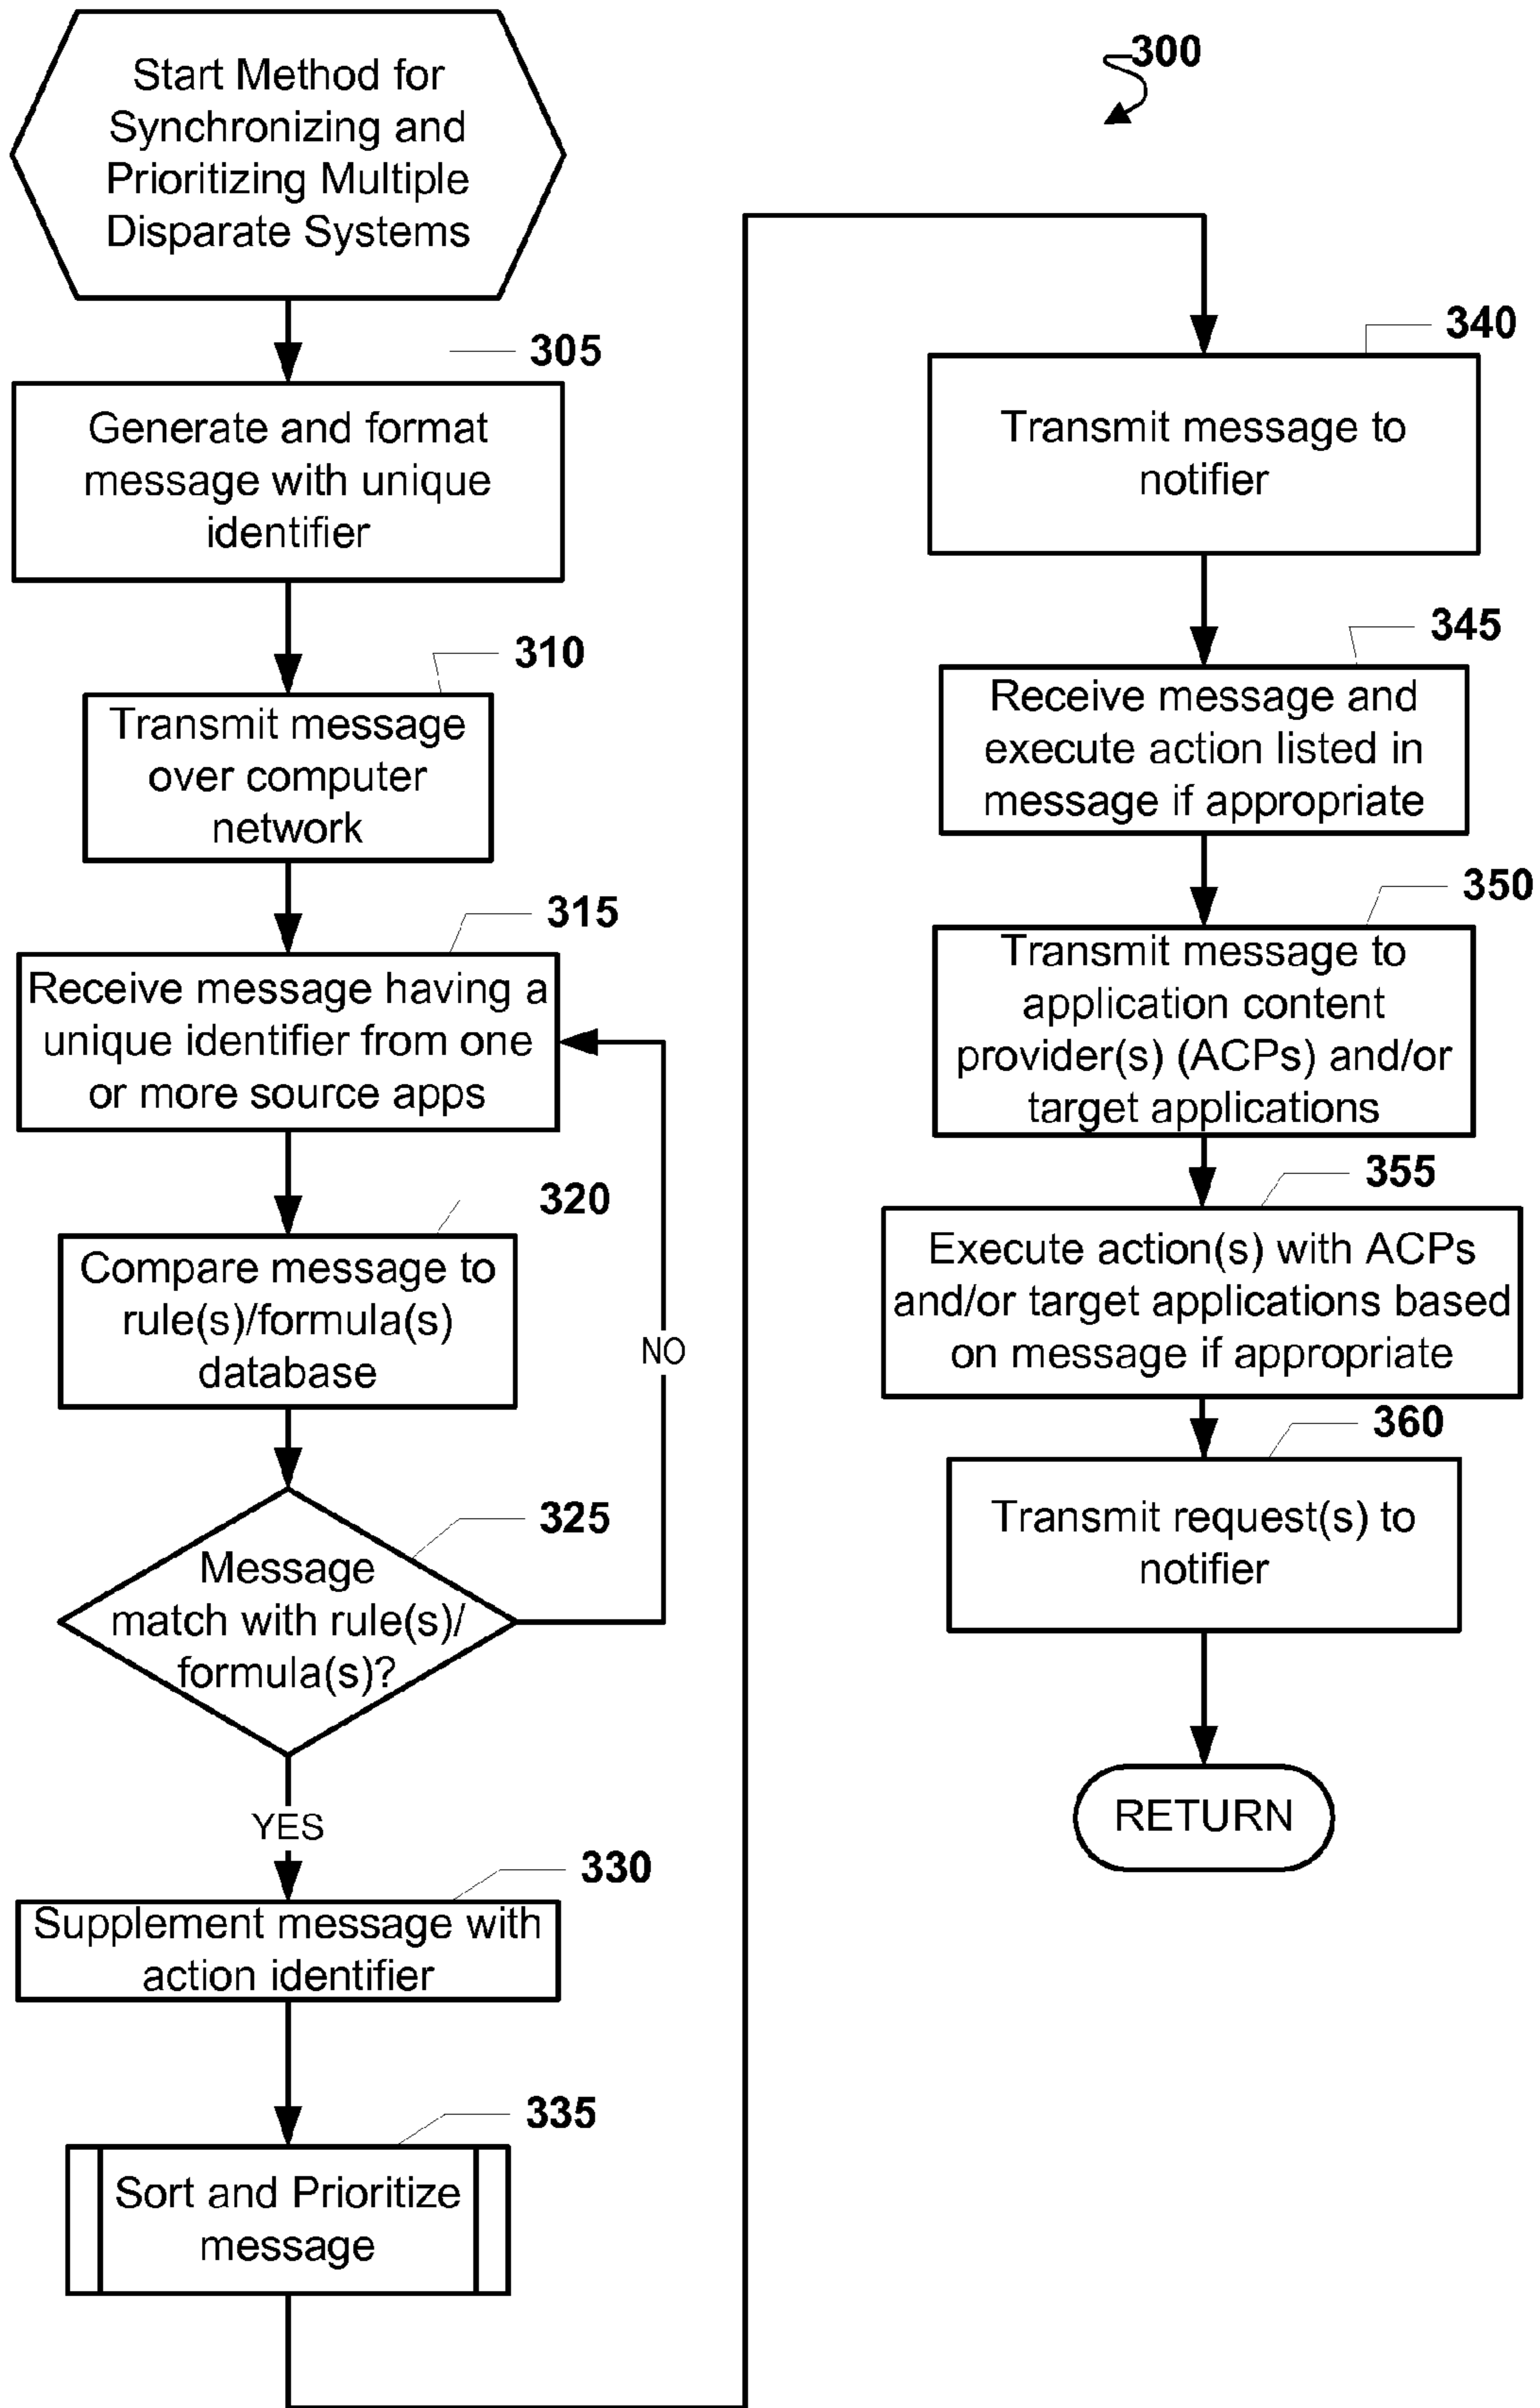 Start Method for
Synchronizing and
Prioritizing Multiple
Disparate Systems
305
Generate and format
message with unique
identifier
310
Transmit message
over computer
network
315
Receive message having a
unique identifier from one
or more source apps
320
Compare message to
rule(s)/formula(s)
database
NO
325
Message
match with rule(s)/
formula(s)?
YES
330
Supplement message with
action identifier
335
Sort and Prioritize
message
300
340
Transmit message to
notifier
345
Receive message and
execute action listed in
message if appropriate
350
Transmit message to
application content
provider(s) (ACPs) and/or
target applications
355
Execute action(s) with ACPs
and/or target applications based
on message if appropriate
360
Transmit request(s) to
notifier
RETURN